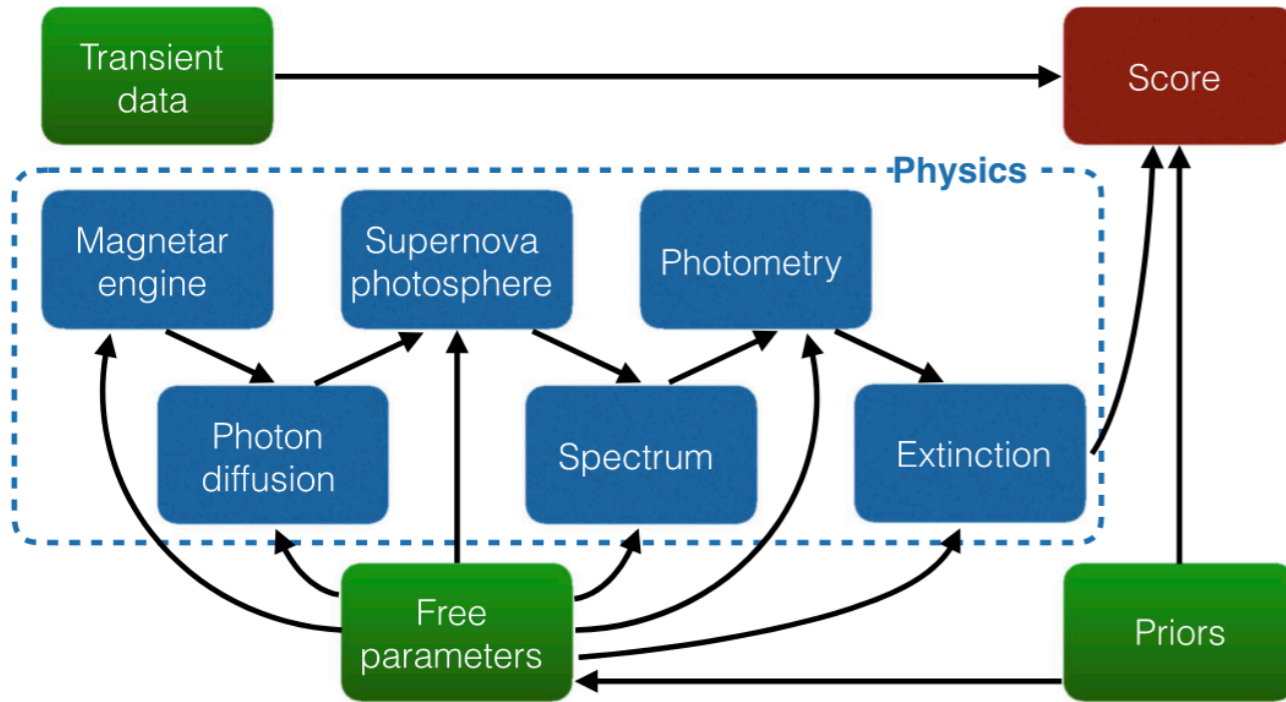 Transient
data
Score
Physics
Magnetar
engine
Supernova
photosphere
Photometry
Photon
diffusion
Spectrum
Extinction
Free
parameters
Priors